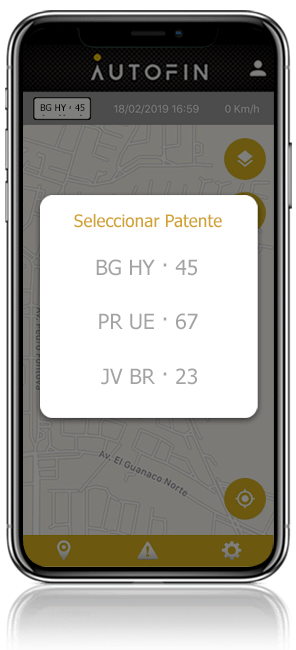 AUTOFIN
BG HY · 45 18/02/2019 16:59 0 Km/h
Seleccionar Patente
BG HY · 45
PR UE · 67
JV BR · 23
Av. El Guanaco Norte